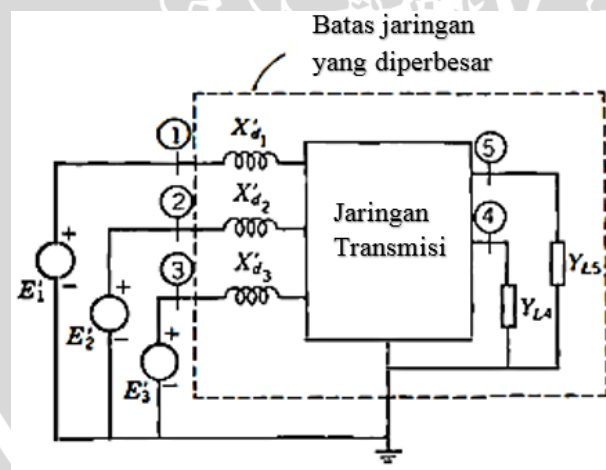 Batas jaringan
yang diperbesar
1
X'd1
2
X'd2
3
X'd3
Jaringan
Transmisi
5
4
E'1
E'2
E'3
YL4
YL5